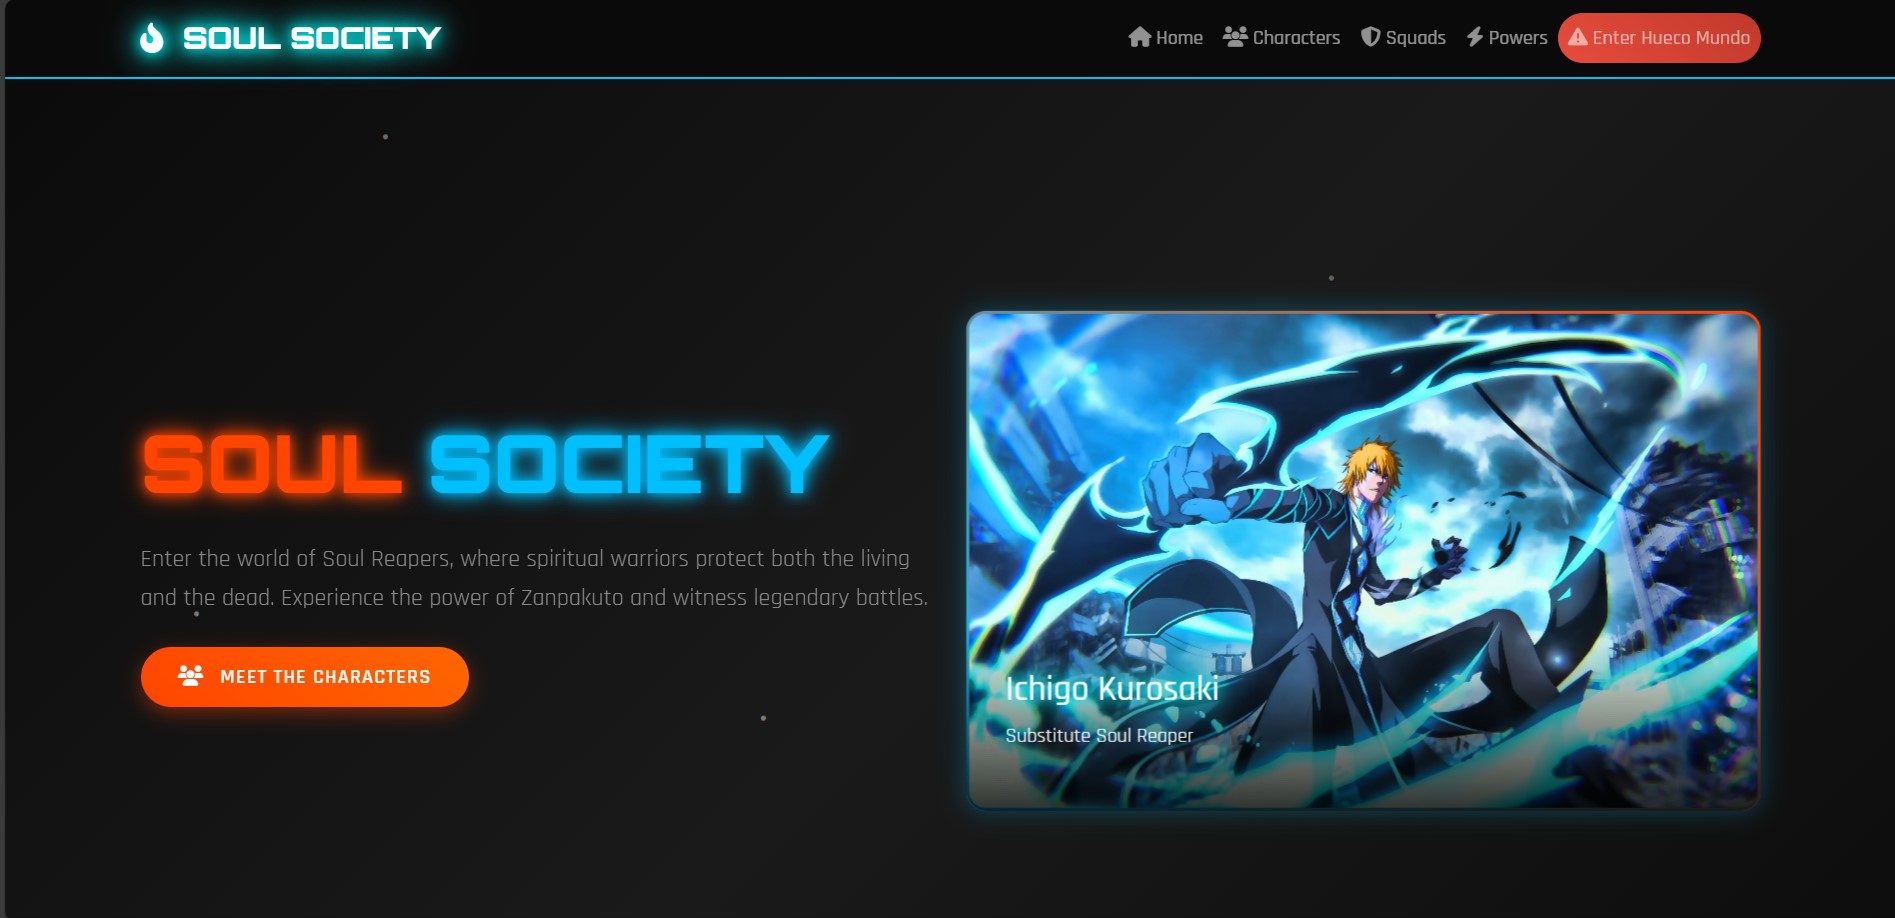 SOUL SOCIETY
Home Characters Squads Powers Enter Hueco Mundo
SOUL SOCIETY
Enter the world of Soul Reapers, where spiritual warriors protect both the living
and the dead. Experience the power of Zanpakuto and witness legendary battles.
MEET THE CHARACTERS
Ichigo Kurosaki
Substitute Soul Reaper